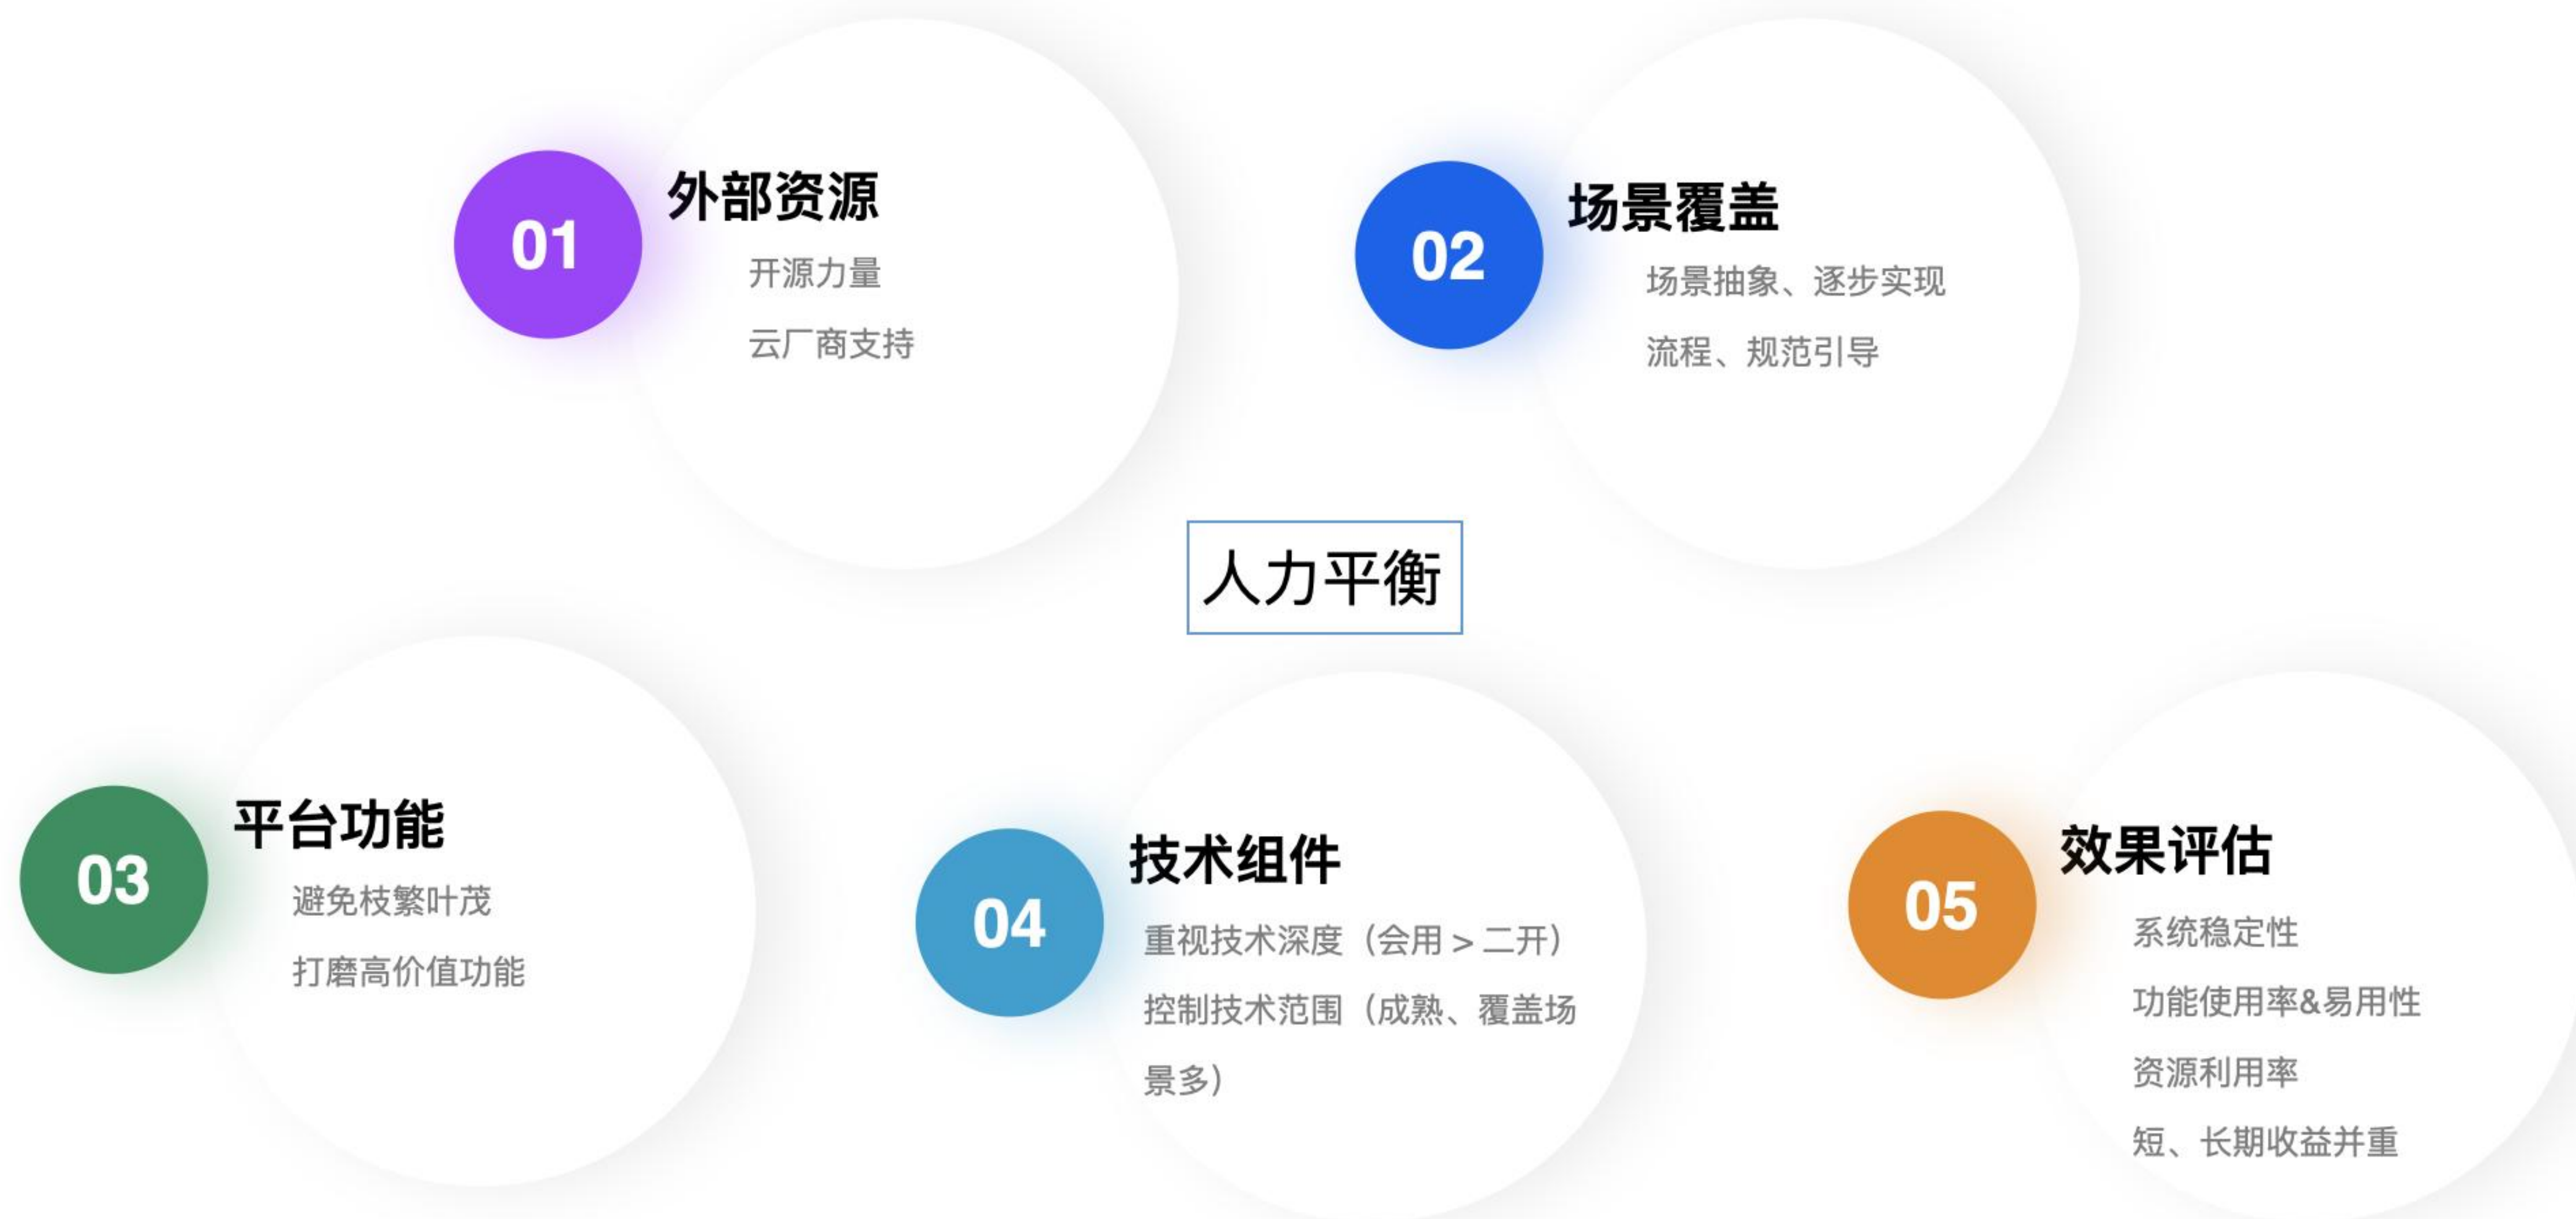 01
外部资源
开源力量
云厂商支持
02
场景覆盖
场景抽象、逐步实现
流程、规范引导
人力平衡
03
平台功能
避免枝繁叶茂
打磨高价值功能
04
技术组件
重视技术深度（会用 > 二开）
控制技术范围（成熟、覆盖场
景多）
05
效果评估
系统稳定性
功能使用率&易用性
资源利用率
短、长期收益并重